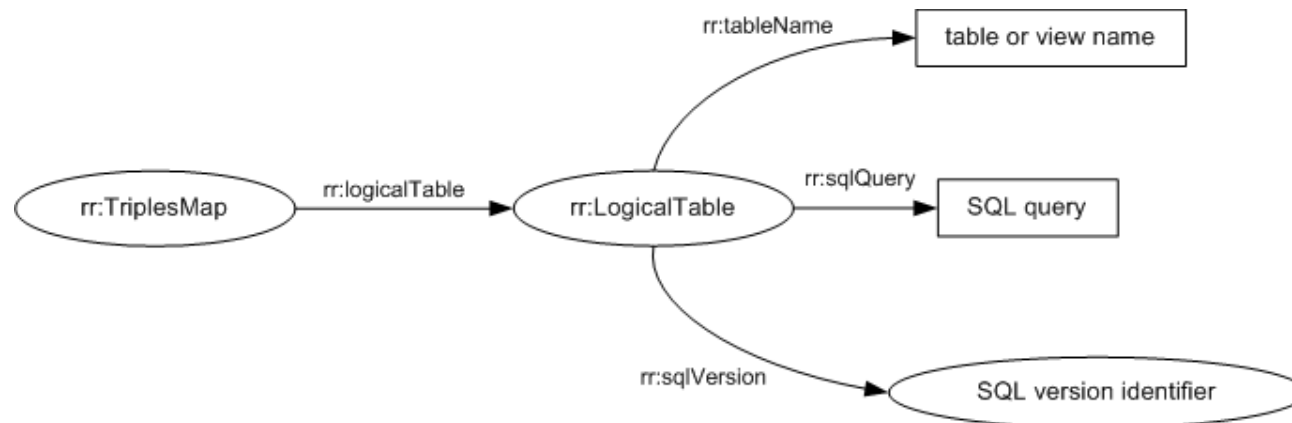 rr:tableName
table or view name
rr:TriplesMap
rr:logicalTable
rr:LogicalTable
rr:sqlQuery
SQL query
rr:sqlVersion
SQL version identifier